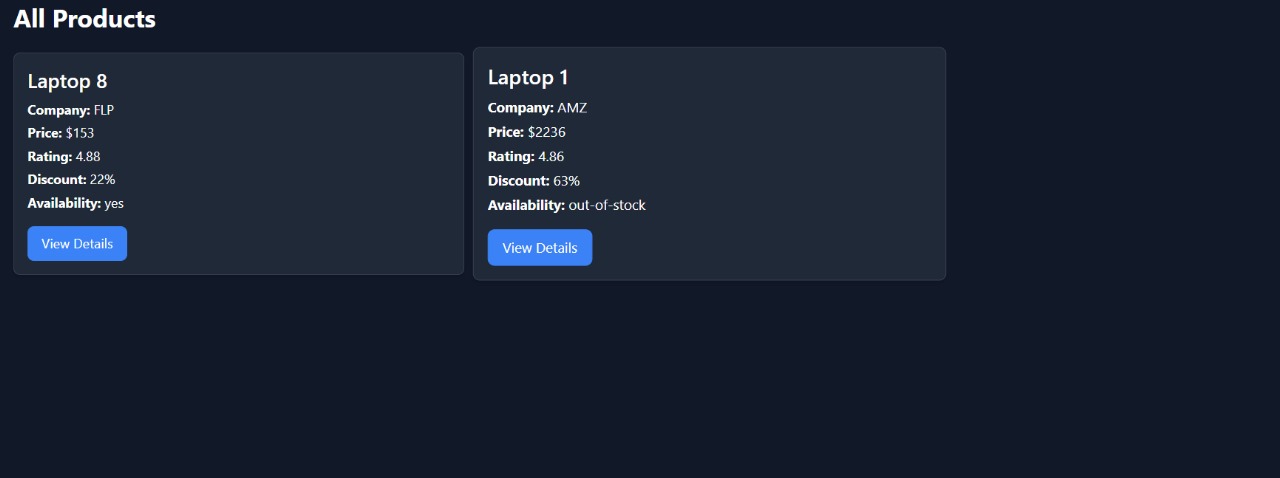 All Products
Laptop 8
Company: FLP
Price: $153
Rating: 4.88
Discount: 22%
Availability: yes
View Details
Laptop 1
Company: AMZ
Price: $2236
Rating: 4.86
Discount: 63%
Availability: out-of-stock
View Details